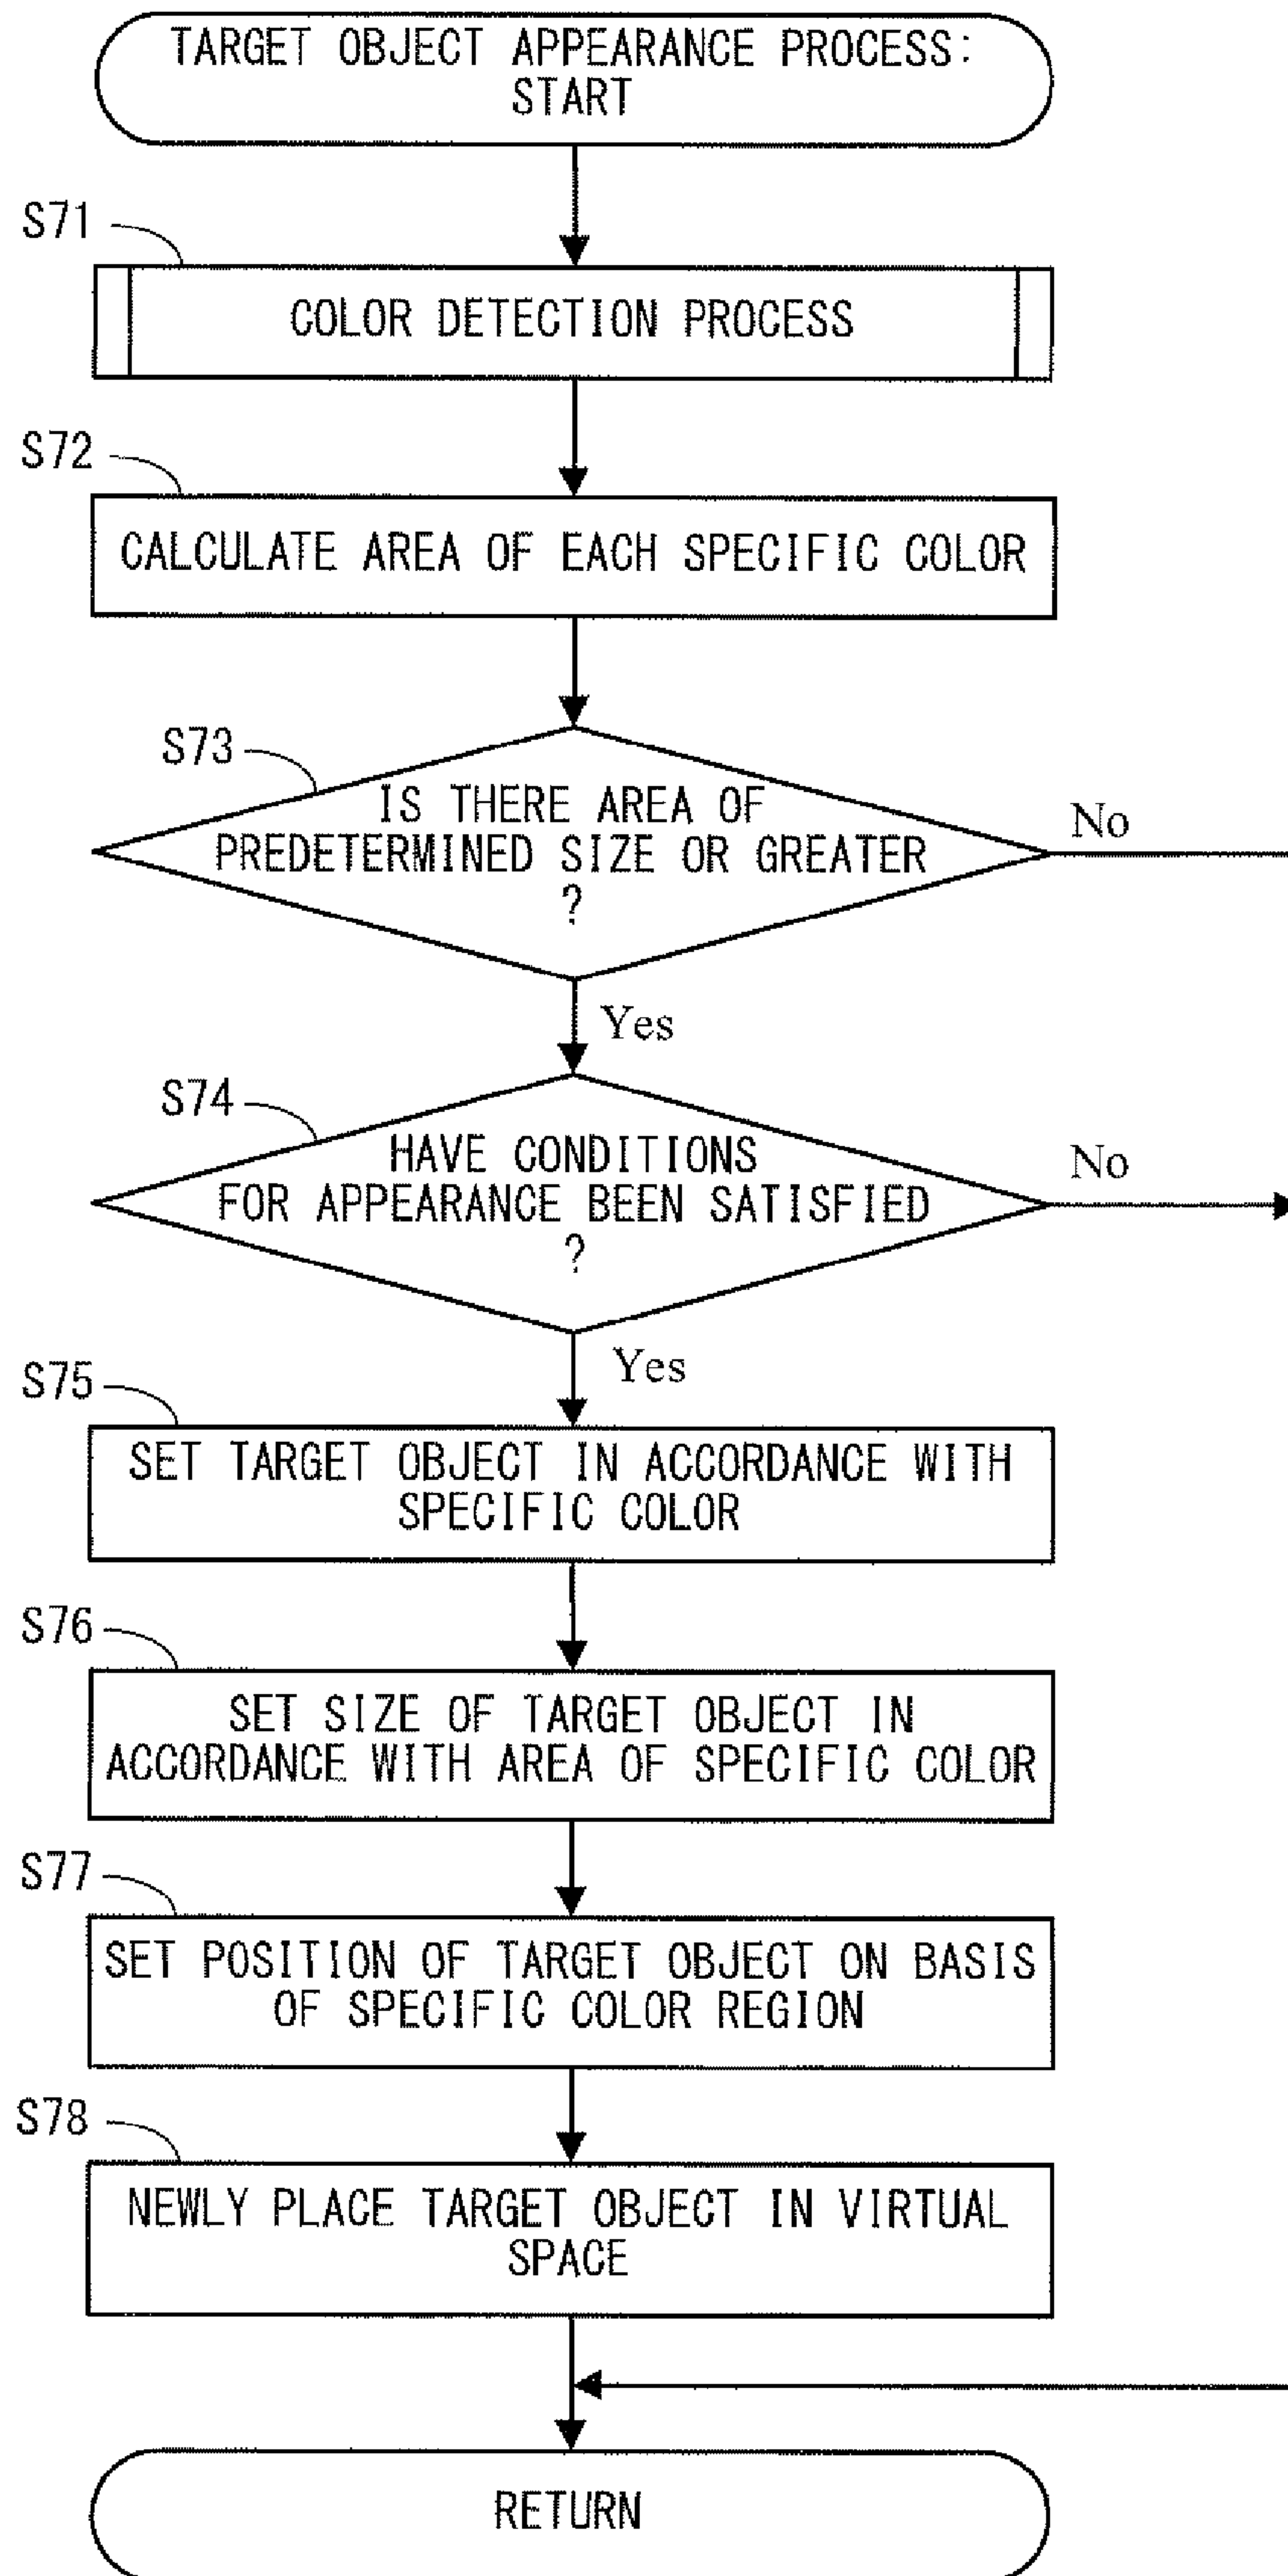 TARGET OBJECT APPEARANCE PROCESS:
START
S71
COLOR DETECTION PROCESS
S72
CALCULATE AREA OF EACH SPECIFIC COLOR
S73
IS THERE AREA OF
PREDETERMINED SIZE OR GREATER
?
No
Yes
S74
HAVE CONDITIONS
FOR APPEARANCE BEEN SATISFIED
?
No
Yes
S75
SET TARGET OBJECT IN ACCORDANCE WITH
SPECIFIC COLOR
S76
SET SIZE OF TARGET OBJECT IN
ACCORDANCE WITH AREA OF SPECIFIC COLOR
S77
SET POSITION OF TARGET OBJECT ON BASIS
OF SPECIFIC COLOR REGION
S78
NEWLY PLACE TARGET OBJECT IN VIRTUAL
SPACE
RETURN